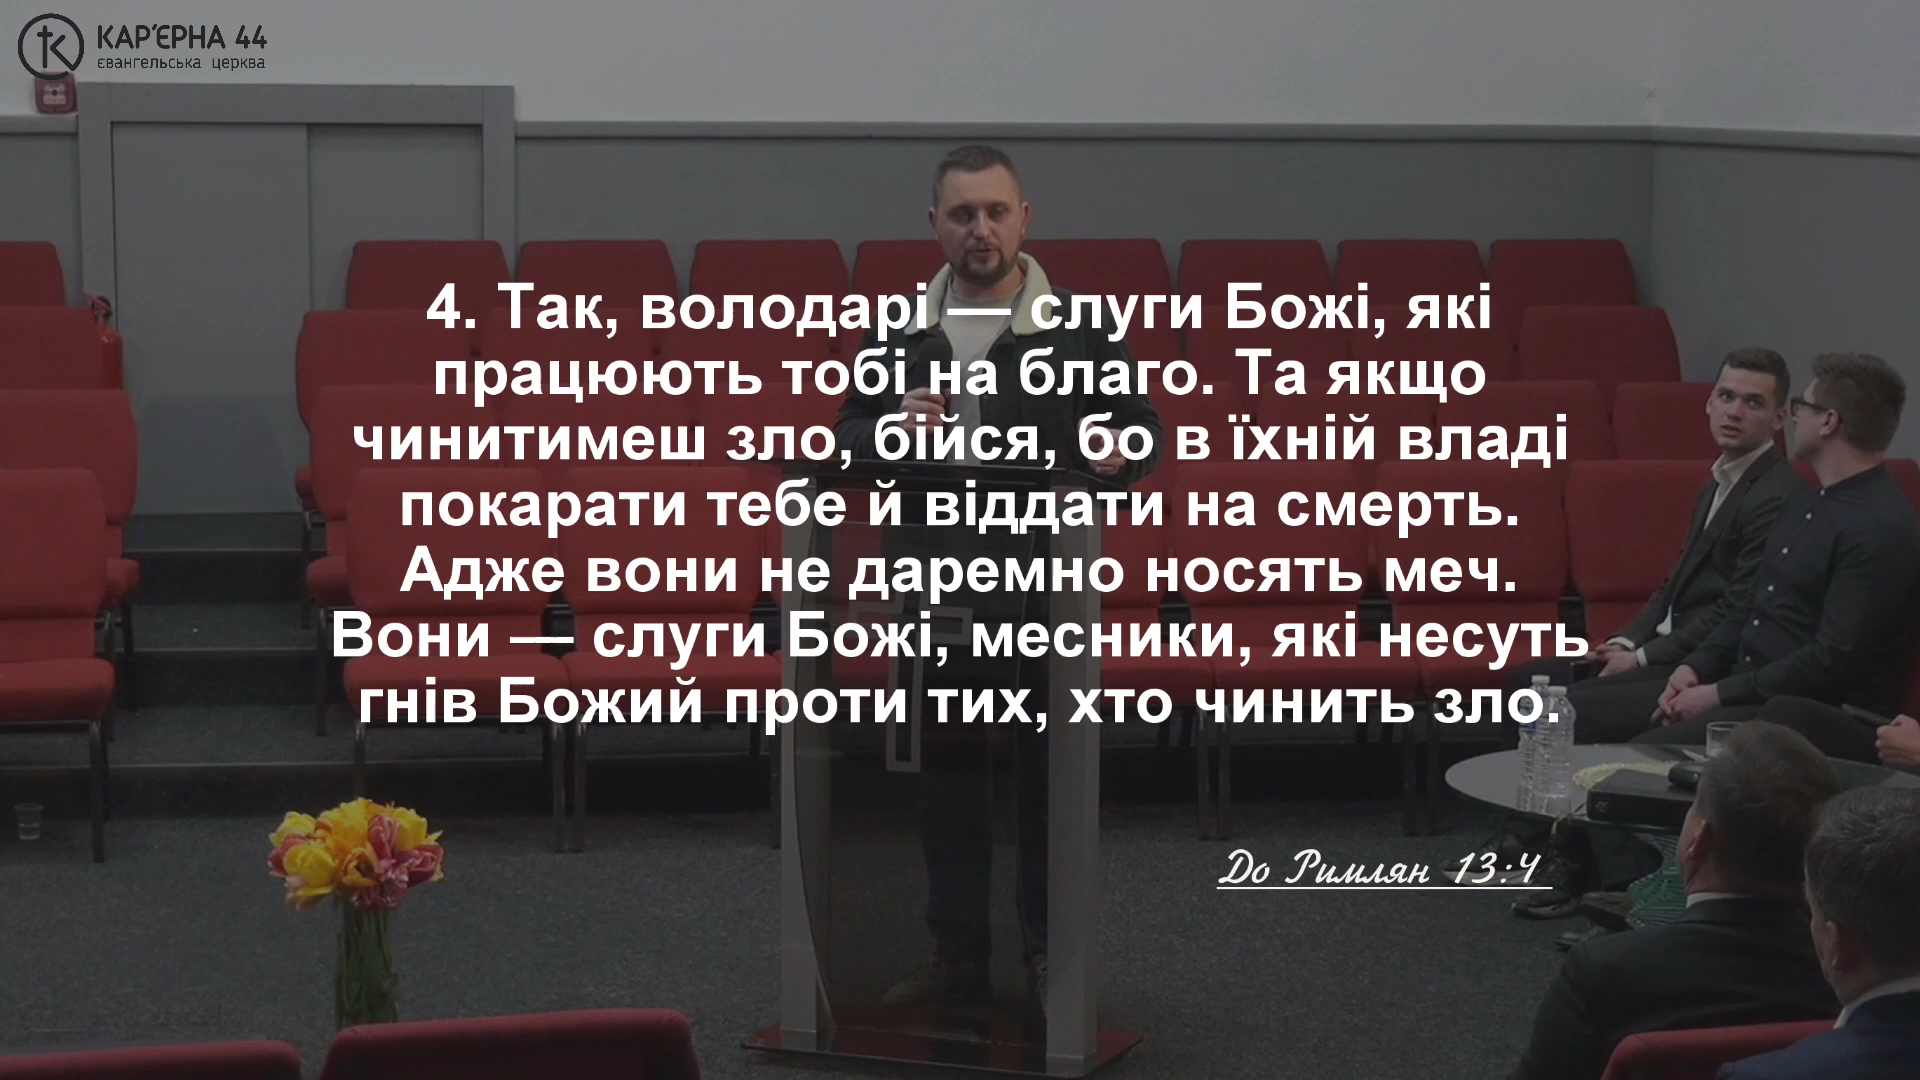 КАР'ЄРНА 44
євангельська церква
4. Так, володарі — слуги Божі, які
працюють тобі на благо. Та якщо
чинитимеш зло, бійся, бо в їхній владі
покарати тебе й віддати на смерть.
Адже вони не даремно носять меч.
Вони — слуги Божі, месники, які несуть
гнів Божий проти тих, хто чинить зло.
До Римлян 13:4